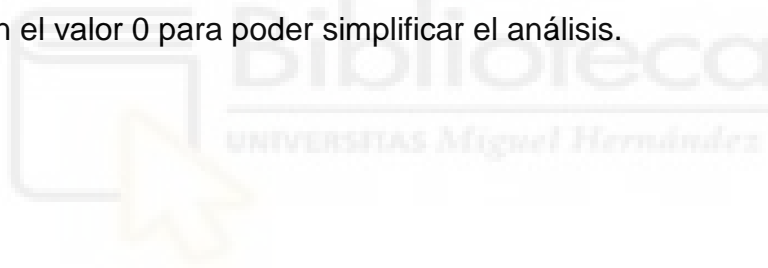 n el valor 0 para poder simplificar el análisis.
Biblioteca
UNIVERSITAS Miguel Hernández